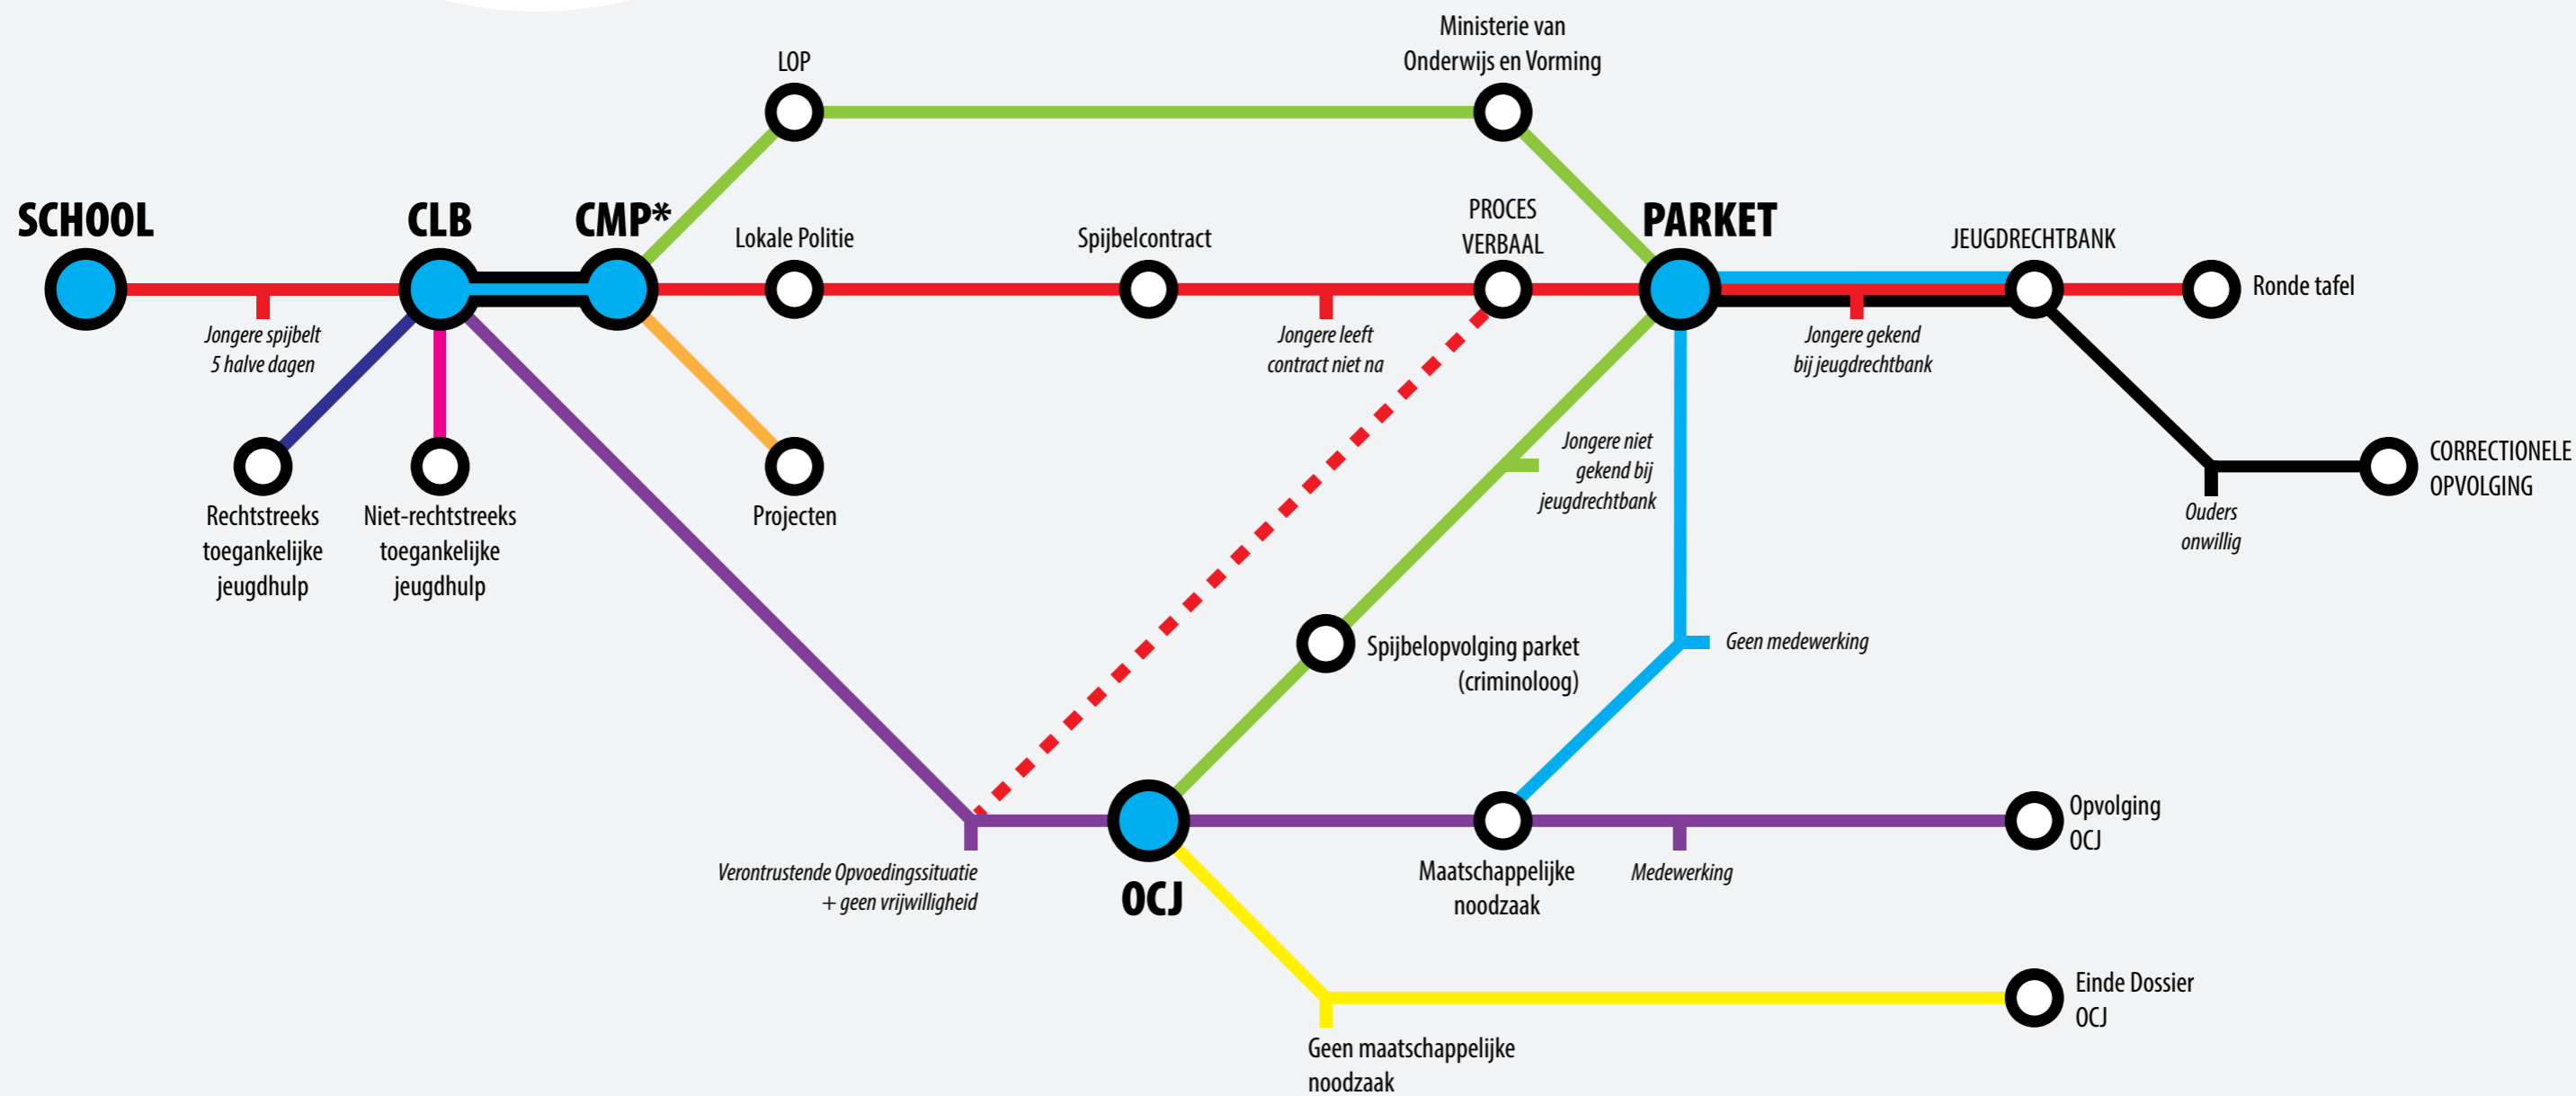 Ministerie van
Onderwijs en Vorming
LOP
SCHOOL
CLB
CMP*
Lokale Politie
Spijbelcontract
PROCES
VERBAAL
PARKET
JEUGDRECHTBANK
Ronde tafel
Jongere spijbelt
5 halve dagen
Jongere leeft
contract niet na
Jongere gekend
bij jeugdrechtbank
Jongere niet
gekend bij
jeugdrechtbank
CORRECTIONELE
OPVOLGING
Ouders
onwillig
Rechtstreeks
toegankelijke
jeugdhulp
Niet-rechtstreeks
toegankelijke
jeugdhulp
Projecten
Spijbelopvolging parket
(criminoloog)
Geen medewerking
Verontrustende Opvoedingssituatie
+ geen vrijwilligheid
OCJ
Maatschappelijke
noodzaak
Medewerking
Opvolging
OCJ
Einde Dossier
OCJ
Geen maatschappelijke
noodzaak